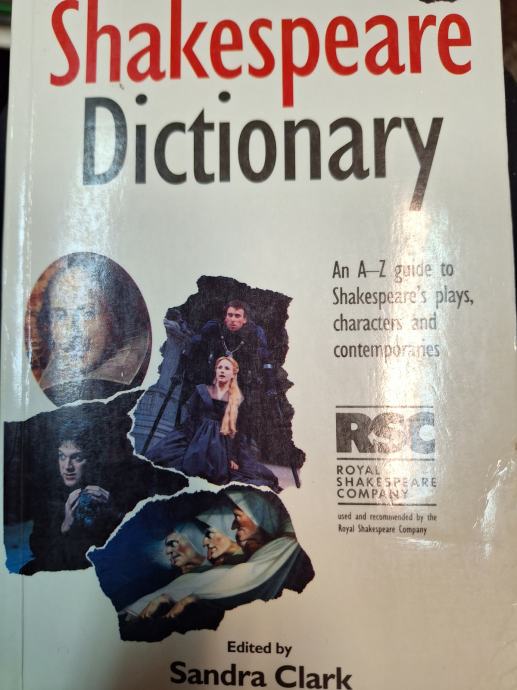 Shakespeare
Dictionary
An A–Z guide to
Shakespeare's plays,
characters and
contemporaries
RSC
ROYAL
SHAKESPEARE
COMPANY
used and recommended by the
Royal Shakespeare Company
Edited by
Sandra Clark